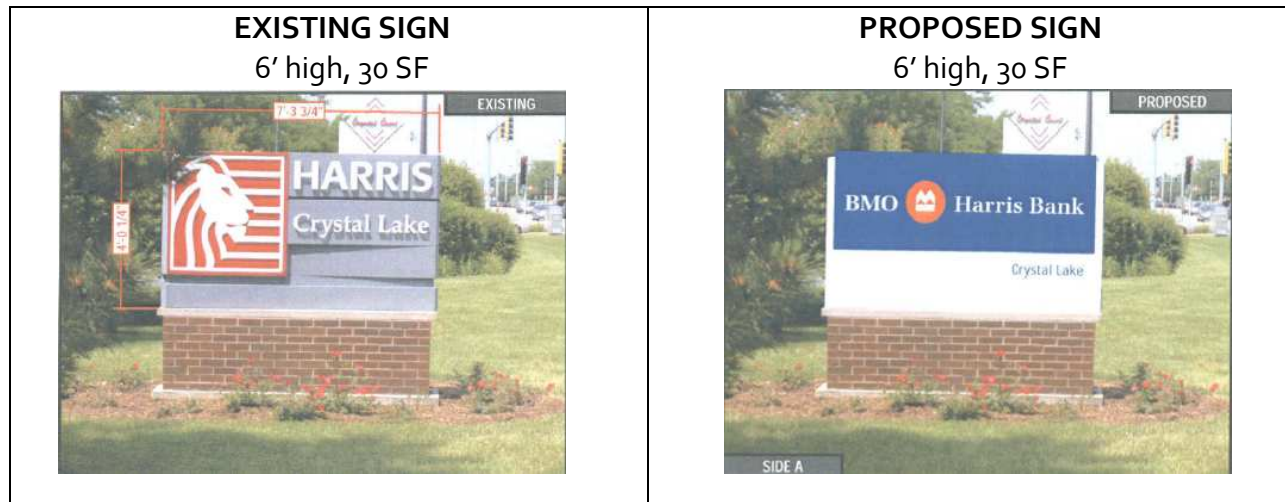 EXISTING SIGN
6' high, 30 SF
7'-3 3/4"
EXISTING
4'-0 1/4"
HARRIS
Crystal Lake
PROPOSED SIGN
6' high, 30 SF
PROPOSED
BMO Harris Bank
Crystal Lake
SIDE A